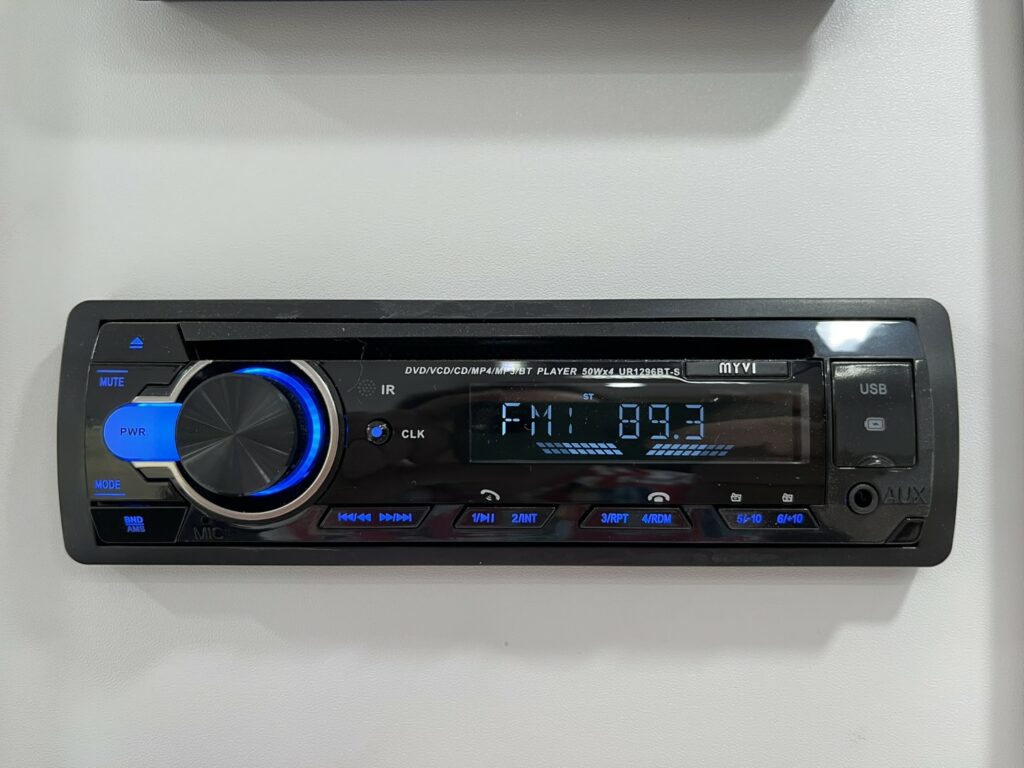 MUTE
PWR
MODE
BND
AMS
MIC
IR
CLK
DVD/VCD/CD/MP4/MP3/BT PLAYER 50Wx4 UR1296BT-S
MYVI
ST
FM1 89.3
1/
2/INT
3/RPT
4/RDM
5/-10
6/+10
USB
AUX